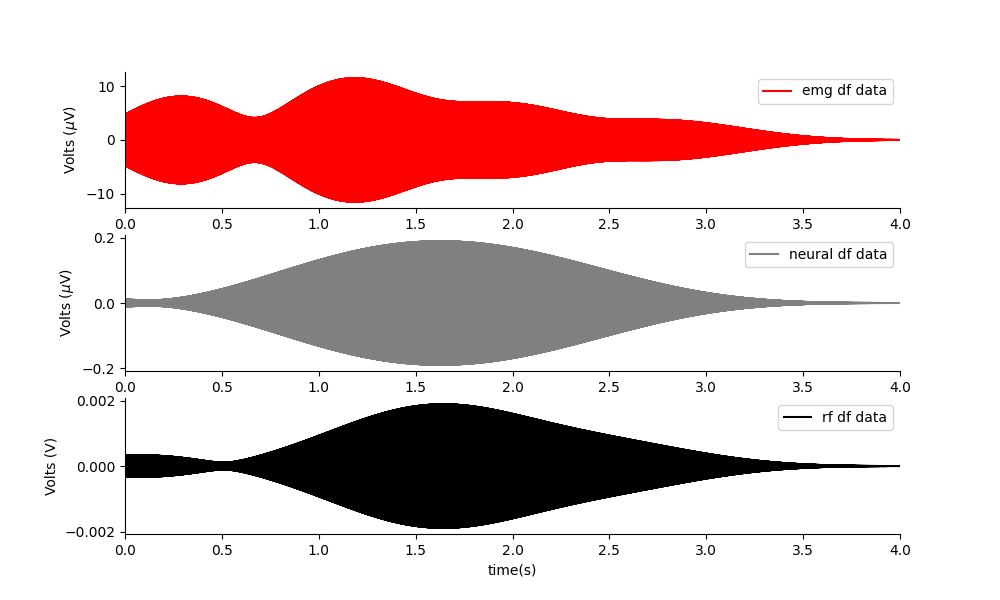 emg df data
Volts (μV)
10
0
−10
0.0 0.5 1.0 1.5 2.0 2.5 3.0 3.5 4.0
neural df data
Volts (μV)
0.2
0.0
−0.2
0.0 0.5 1.0 1.5 2.0 2.5 3.0 3.5 4.0
rf df data
Volts (V)
0.002
0.000
−0.002
0.0 0.5 1.0 1.5 2.0 2.5 3.0 3.5 4.0
time(s)